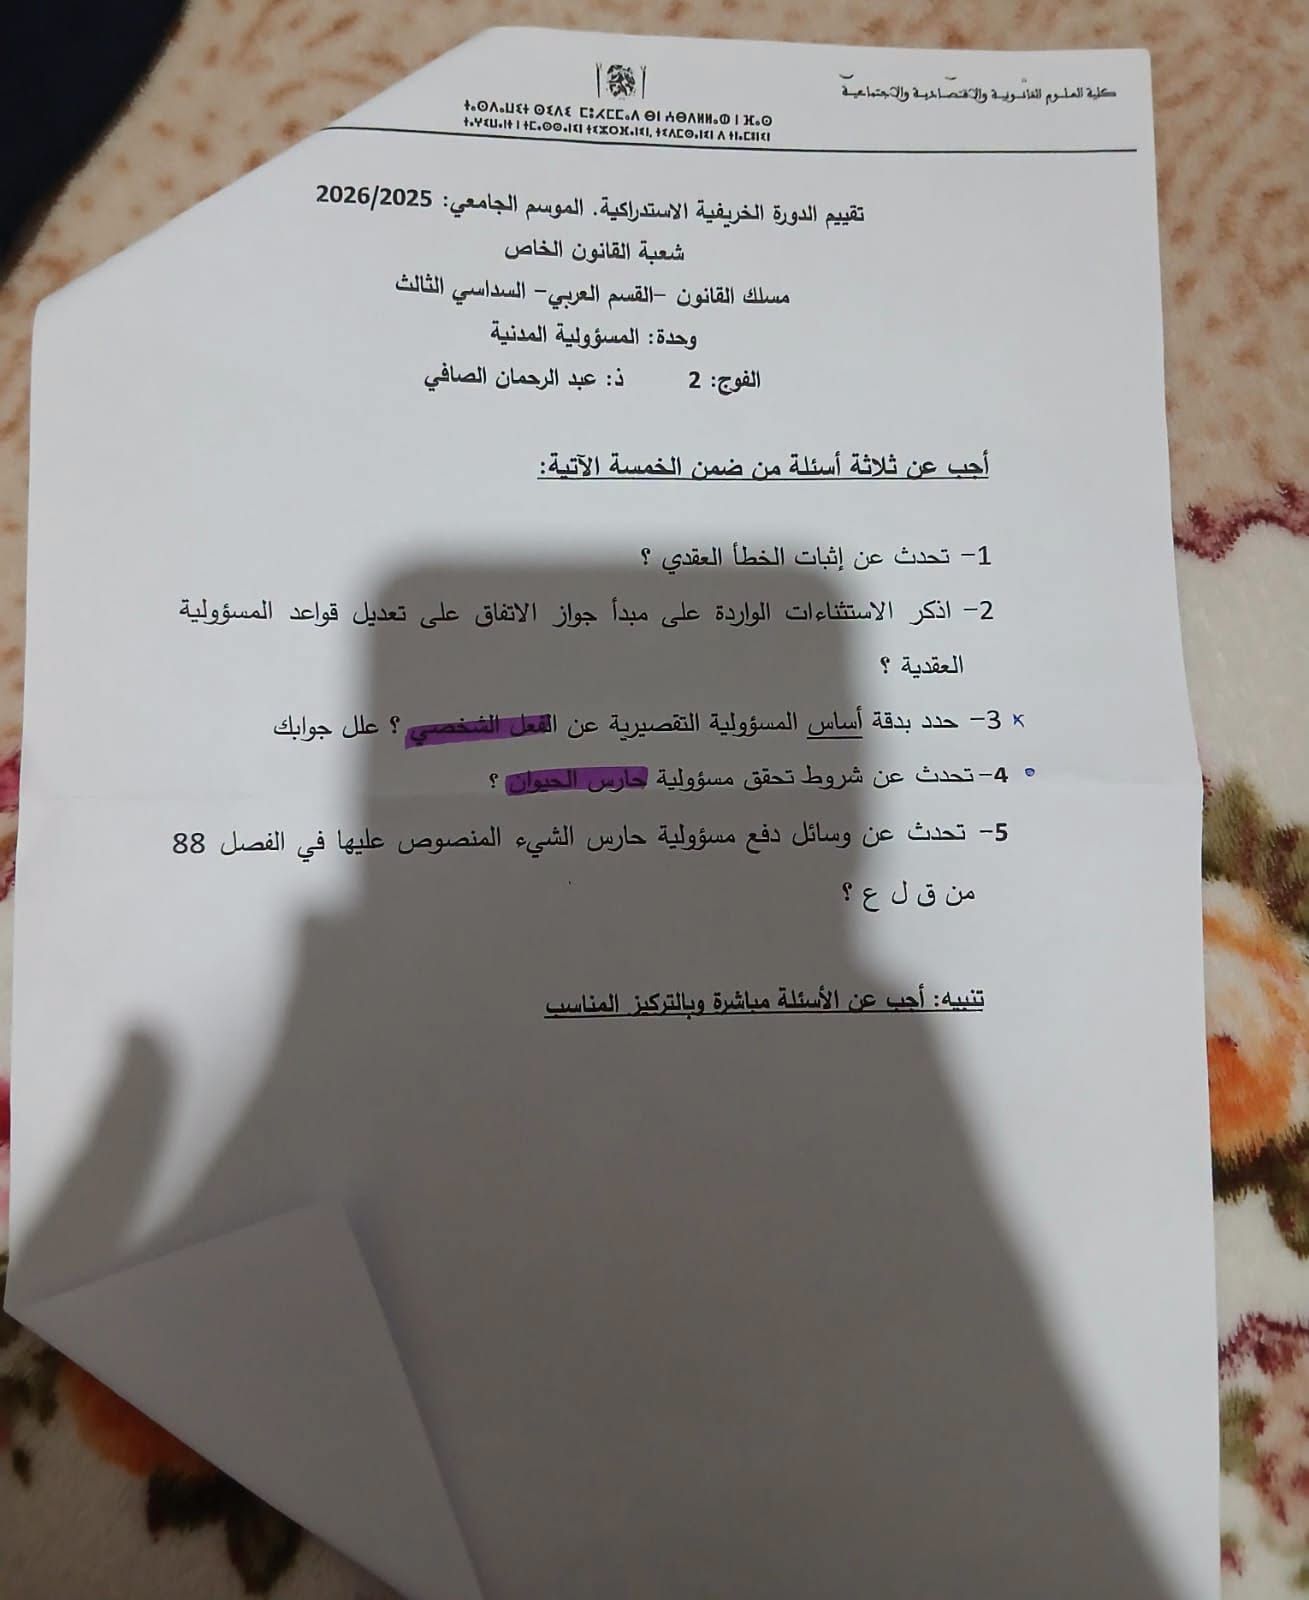 كلية العلوم القانونية والاقتصادية والاجتماعية
تقييم الدورة الخريفية الاستدراكية. الموسم الجامعي: 2026/2025
شعبة القانون الخاص
مسلك القانون -القسم العربي- السداسي الثالث
وحدة: المسؤولية المدنية
الفوج: 2 ذ: عبد الرحمان الصافي
أجب عن ثلاثة أسئلة من ضمن الخمسة الآتية:
1- تحدث عن إثبات الخطأ العقدي ؟
2- اذكر الاستثناءات الواردة على مبدأ جواز الاتفاق على تعديل قواعد المسؤولية
العقدية ؟
3- حدد بدقة أساس المسؤولية التقصيرية عن الفعل الشخصي ؟ علل جوابك
4- تحدث عن شروط تحقق مسؤولية حارس الحيوان ؟
5- تحدث عن وسائل دفع مسؤولية حارس الشيء المنصوص عليها في الفصل 88
من ق ل ع ؟
تنبيه: أجب عن الأسئلة مباشرة وبالتركيز المناسب